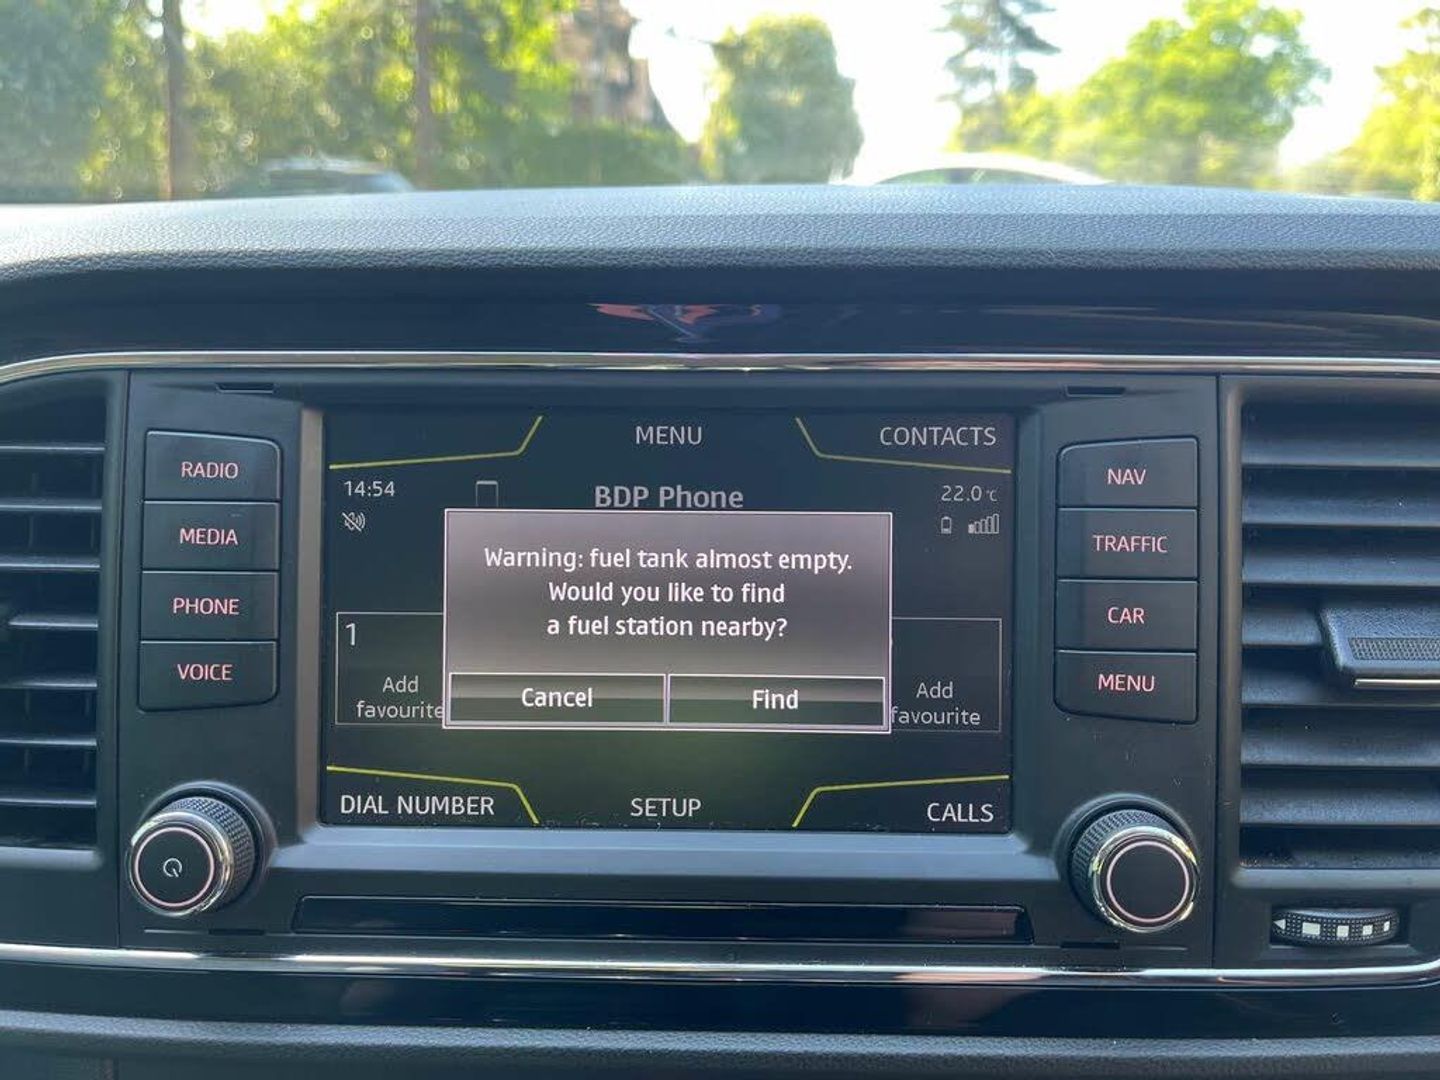 MENU
CONTACTS
RADIO
NAV
14:54
BDP Phone
22.0 °C
MEDIA
TRAFFIC
Warning: fuel tank almost empty.
Would you like to find
a fuel station nearby?
PHONE
CAR
1
VOICE
MENU
Add
favourite
Cancel
Find
Add
favourite
DIAL NUMBER
SETUP
CALLS